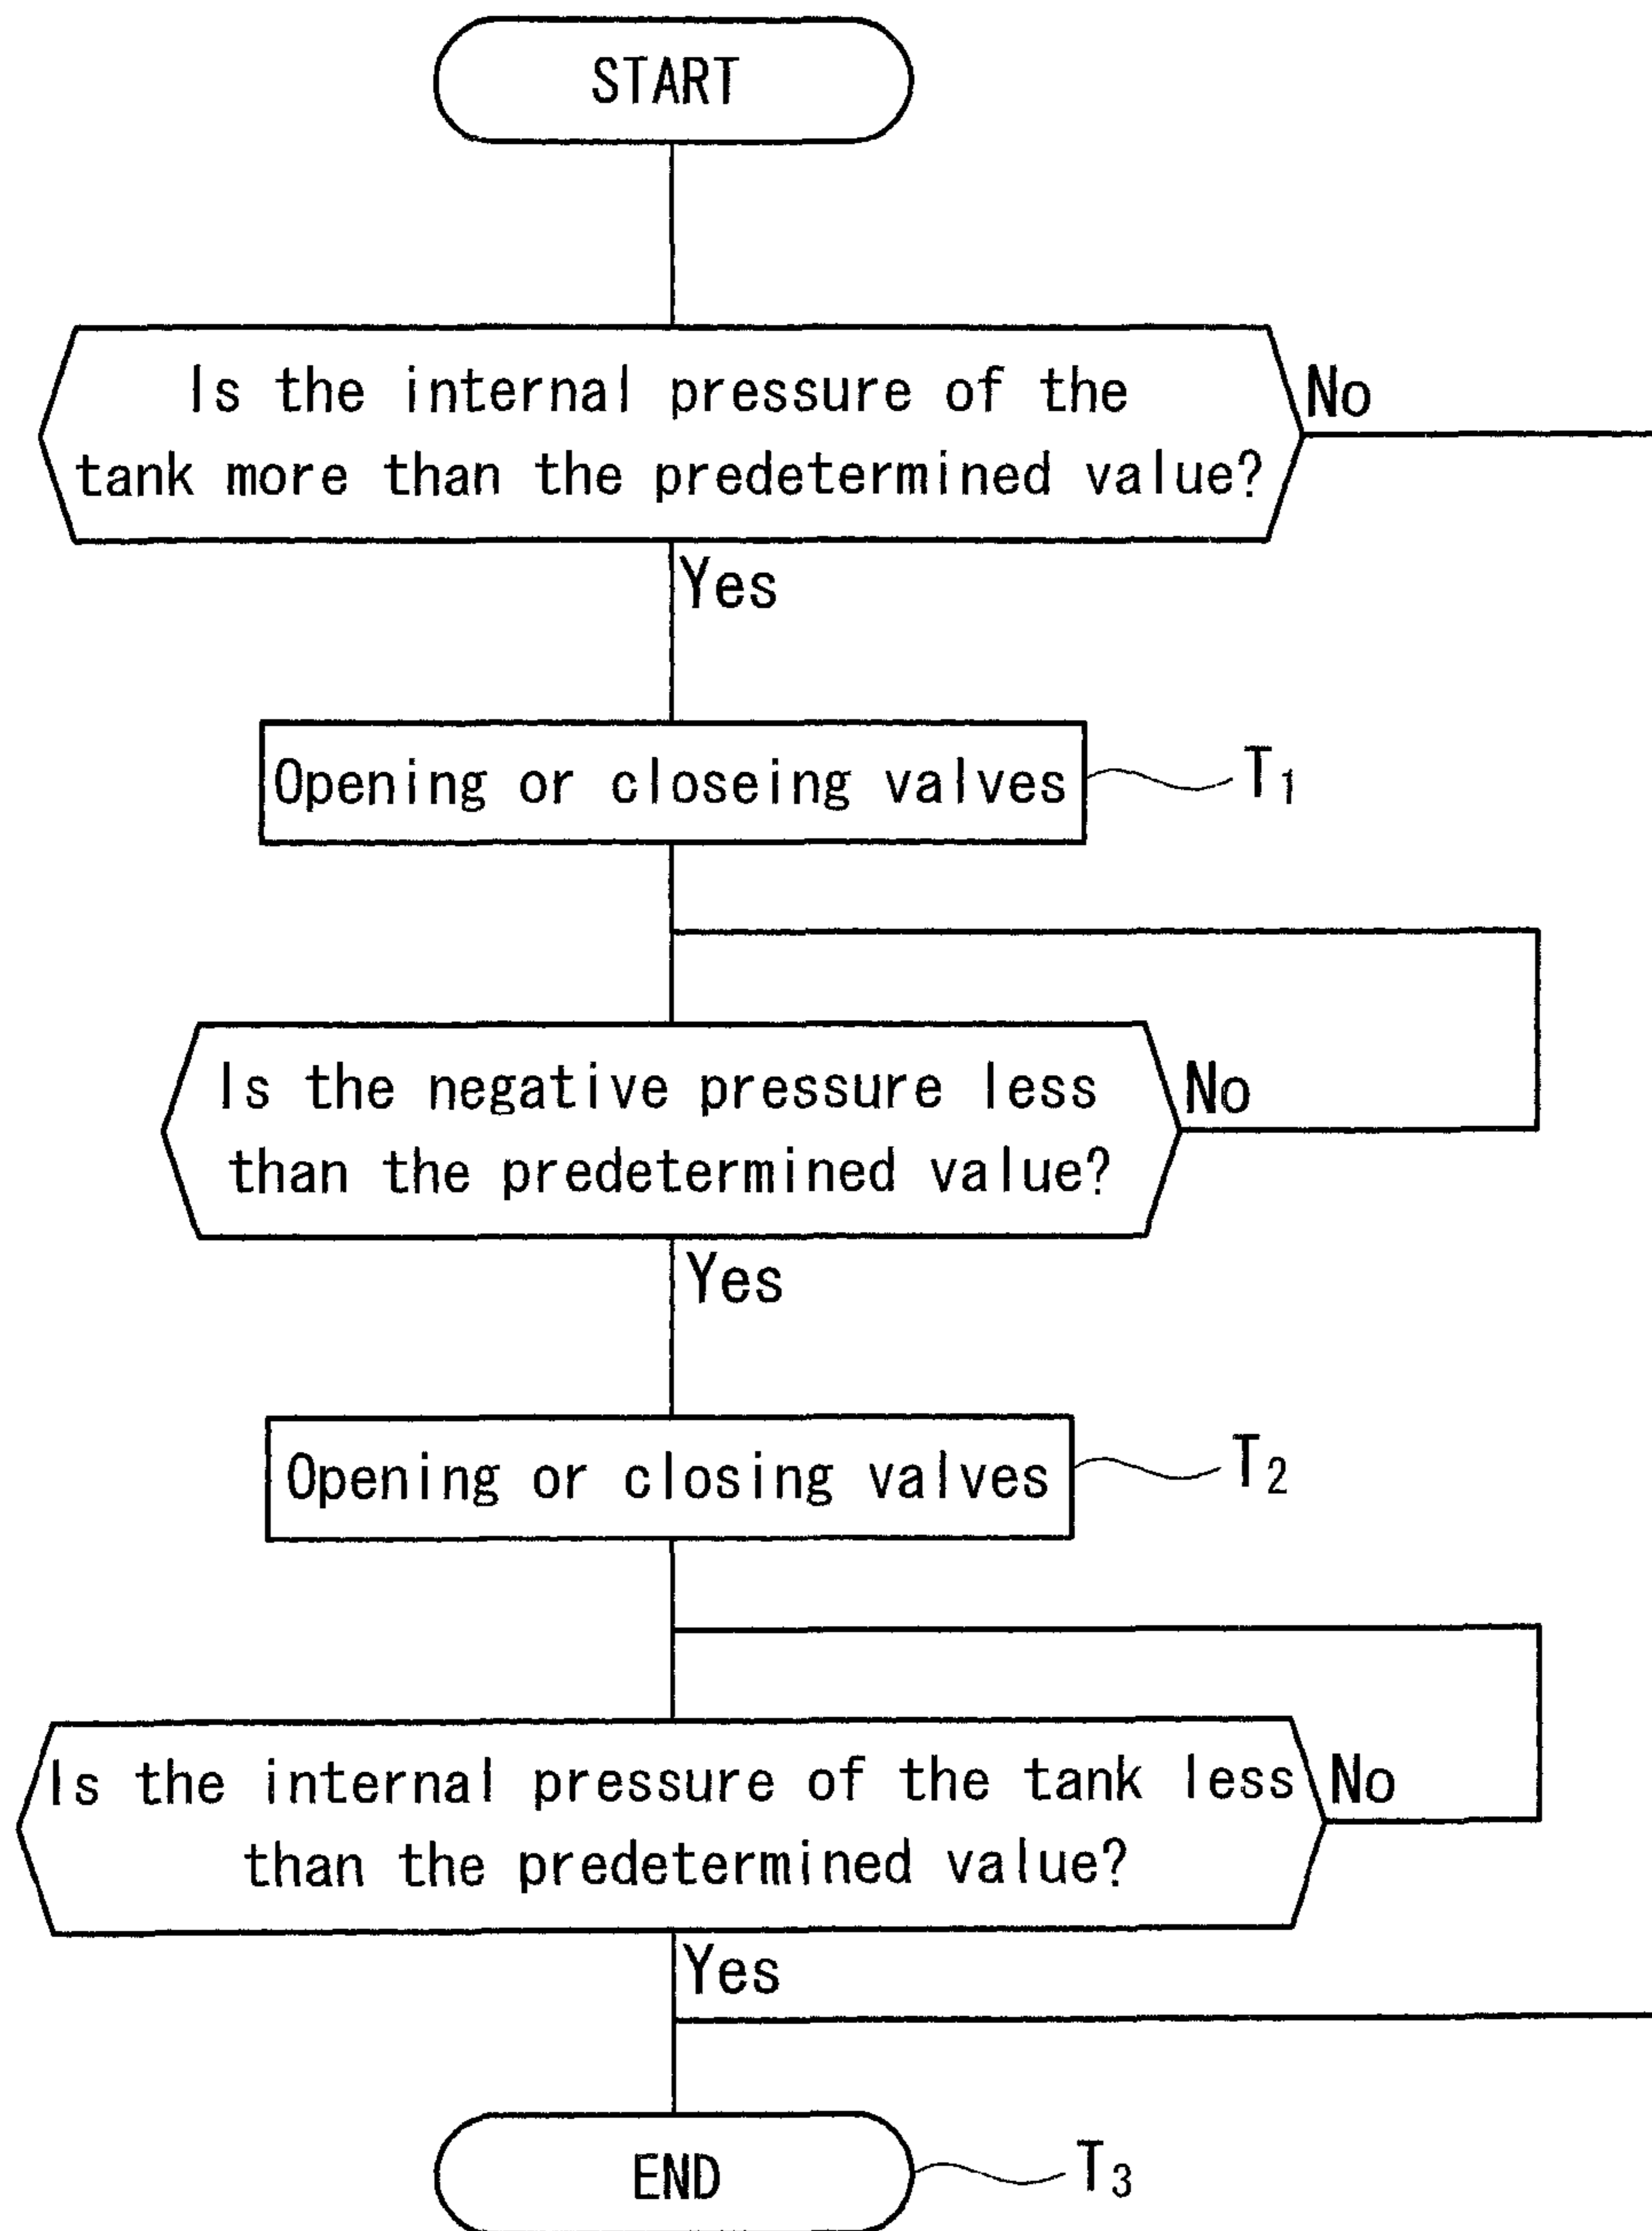 START
Is the internal pressure of the
tank more than the predetermined value?
No
Yes
Opening or closeing valves
T₁
Is the negative pressure less
than the predetermined value?
No
Yes
Opening or closing valves
T₂
Is the internal pressure of the tank less
than the predetermined value?
No
Yes
END
T₃